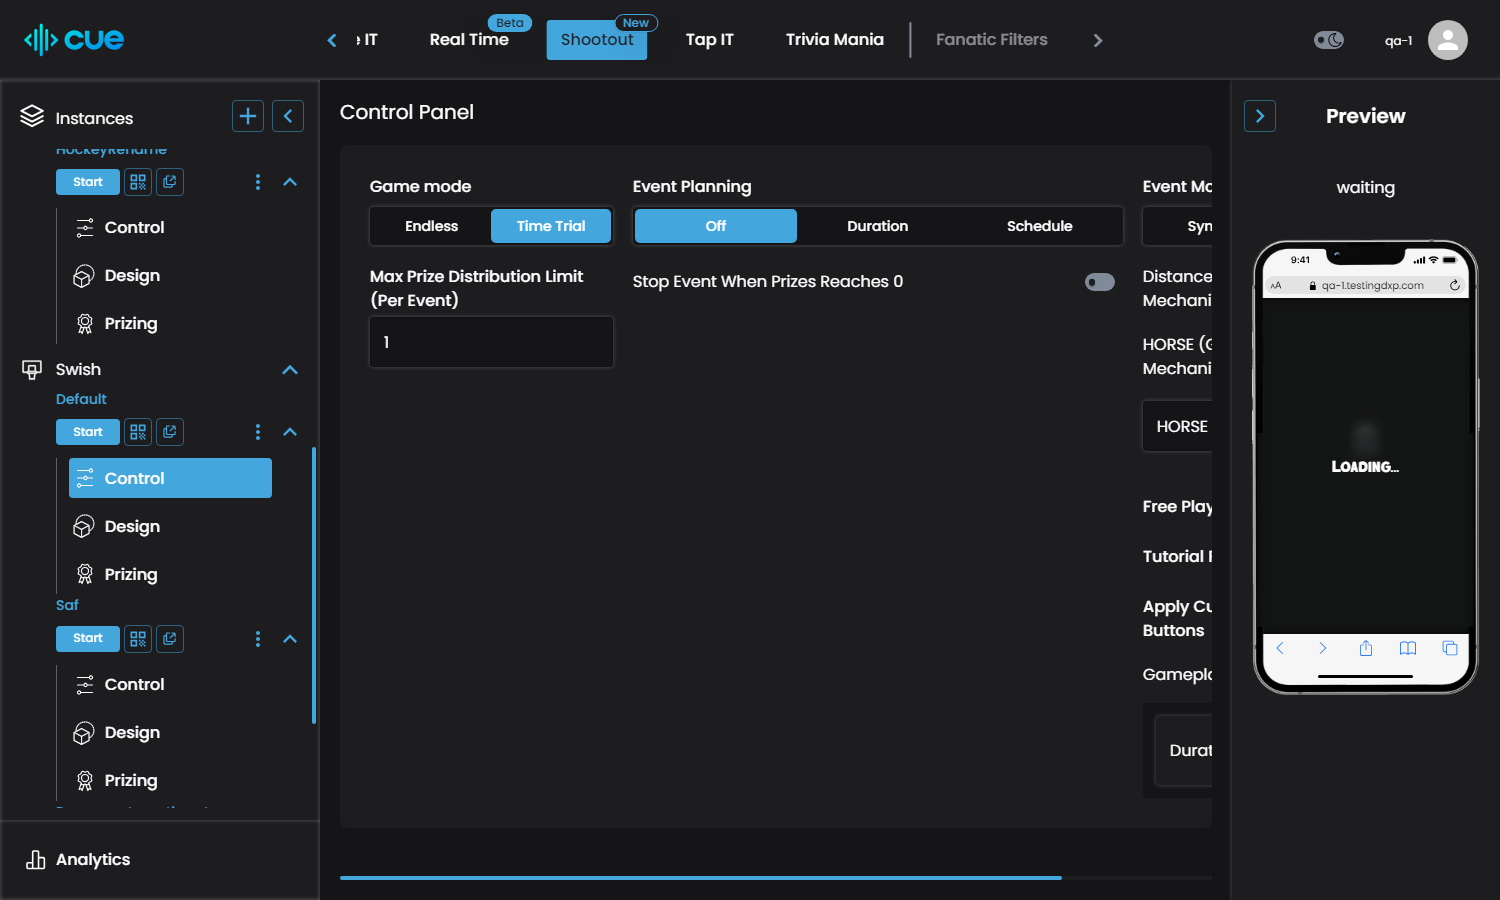 cue
IT
Real Time
Beta
Shootout
New
Tap IT
Trivia Mania
Fanatic Filters
qa-1
Instances
HockeyRename
Start
Control
Design
Prizing
Swish
Default
Start
Control
Design
Prizing
Saf
Start
Control
Design
Prizing
Analytics
Control Panel
Game mode
Endless
Time Trial
Max Prize Distribution Limit
(Per Event)
1
Event Planning
Off
Duration
Schedule
Stop Event When Prizes Reaches 0
Event Mo
Syn
Distance
Mechani
HORSE (G
Mechani
HORSE
Free Play
Tutorial
Apply Cu
Buttons
Gamepla
Durat
Preview
waiting
9:41
AA
qa-1.testingdxp.com
Loading...